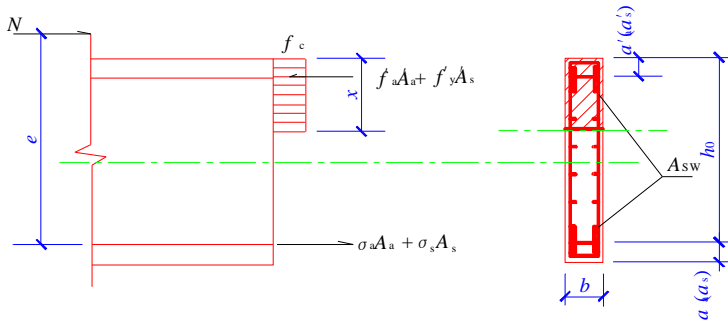 N
f c
f'aA'a + f'yA's
x
e
σaAa + σsAs
a'(a's)
h0
Asw
b
a (as)